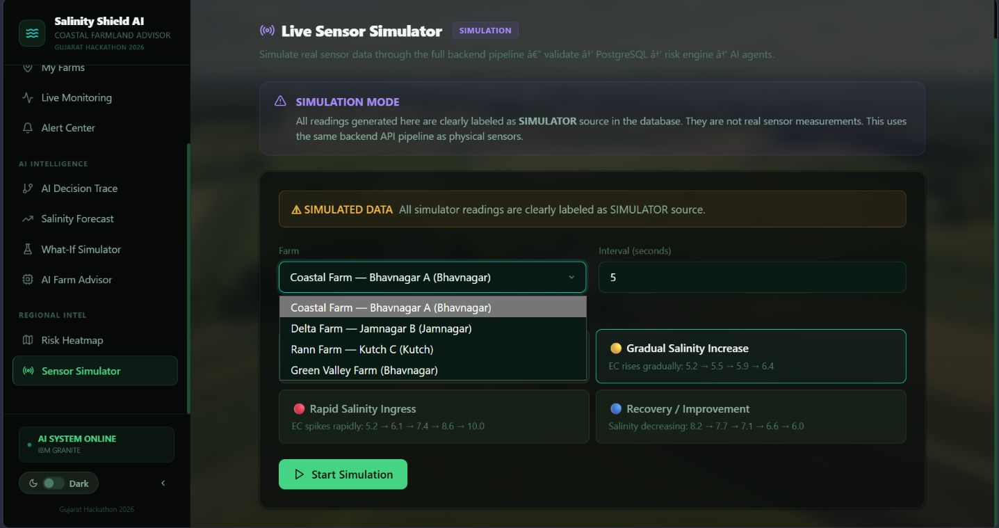 Salinity Shield AI
COASTAL FARMLAND ADVISOR
GUJARAT HACKATHON 2026
My Farms
Live Monitoring
Alert Center
AI INTELLIGENCE
AI Decision Trace
Salinity Forecast
What-If Simulator
AI Farm Advisor
REGIONAL INTEL
Risk Heatmap
Sensor Simulator
AI SYSTEM ONLINE
IBM GRANITE
Dark
Gujarat Hackathon 2026
Live Sensor Simulator SIMULATION
Simulate real sensor data through the full backend pipeline â€" validate â†' PostgreSQL â†' risk engine â†' AI agents.
SIMULATION MODE
All readings generated here are clearly labeled as SIMULATOR source in the database. They are not real sensor measurements. This uses
the same backend API pipeline as physical sensors.
⚠ SIMULATED DATA All simulator readings are clearly labeled as SIMULATOR source.
Farm
Coastal Farm — Bhavnagar A (Bhavnagar)
Coastal Farm — Bhavnagar A (Bhavnagar)
Delta Farm — Jamnagar B (Jamnagar)
Rann Farm — Kutch C (Kutch)
Green Valley Farm (Bhavnagar)
Interval (seconds)
5
Gradual Salinity Increase
EC rises gradually: 5.2 → 5.5 → 5.9 → 6.4
Rapid Salinity Ingress
EC spikes rapidly: 5.2 → 6.1 → 7.4 → 8.6 → 10.0
Recovery / Improvement
Salinity decreasing: 8.2 → 7.7 → 7.1 → 6.6 → 6.0
Start Simulation